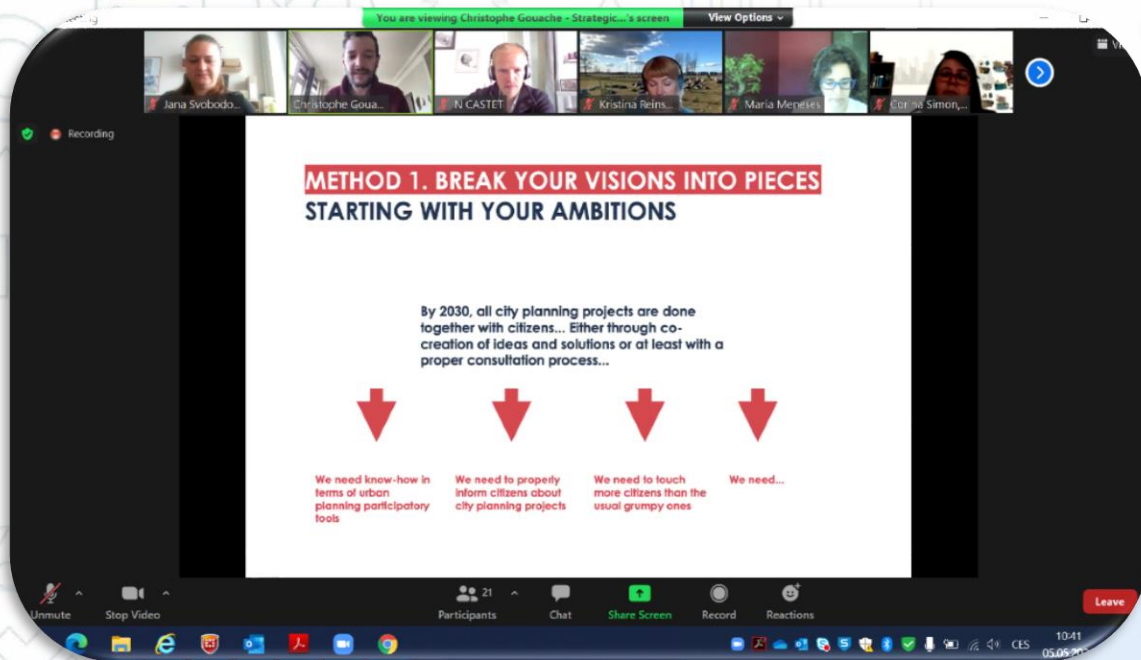 You are viewing Christophe Gouache - Strategic...'s screen
View Options
Jana Svobodo...
Christophe Goua...
N CASTET
Kristina Reins...
Maria Meneses
Simon,...
Recording
METHOD 1. BREAK YOUR VISIONS INTO PIECES
STARTING WITH YOUR AMBITIONS
By 2030, all city planning projects are done
together with citizens... Either through co-
creation of ideas and solutions or at least with a
proper consultation process...
We need know-how in
terms of urban
planning participatory
tools
We need to properly
inform citizens about
city planning projects
We need to touch
more citizens than the
usual grumpy ones
We need...
Unmute
Stop Video
21
Participants
Chat
Share Screen
Record
Reactions
Leave
CES
10:41
05.05.20